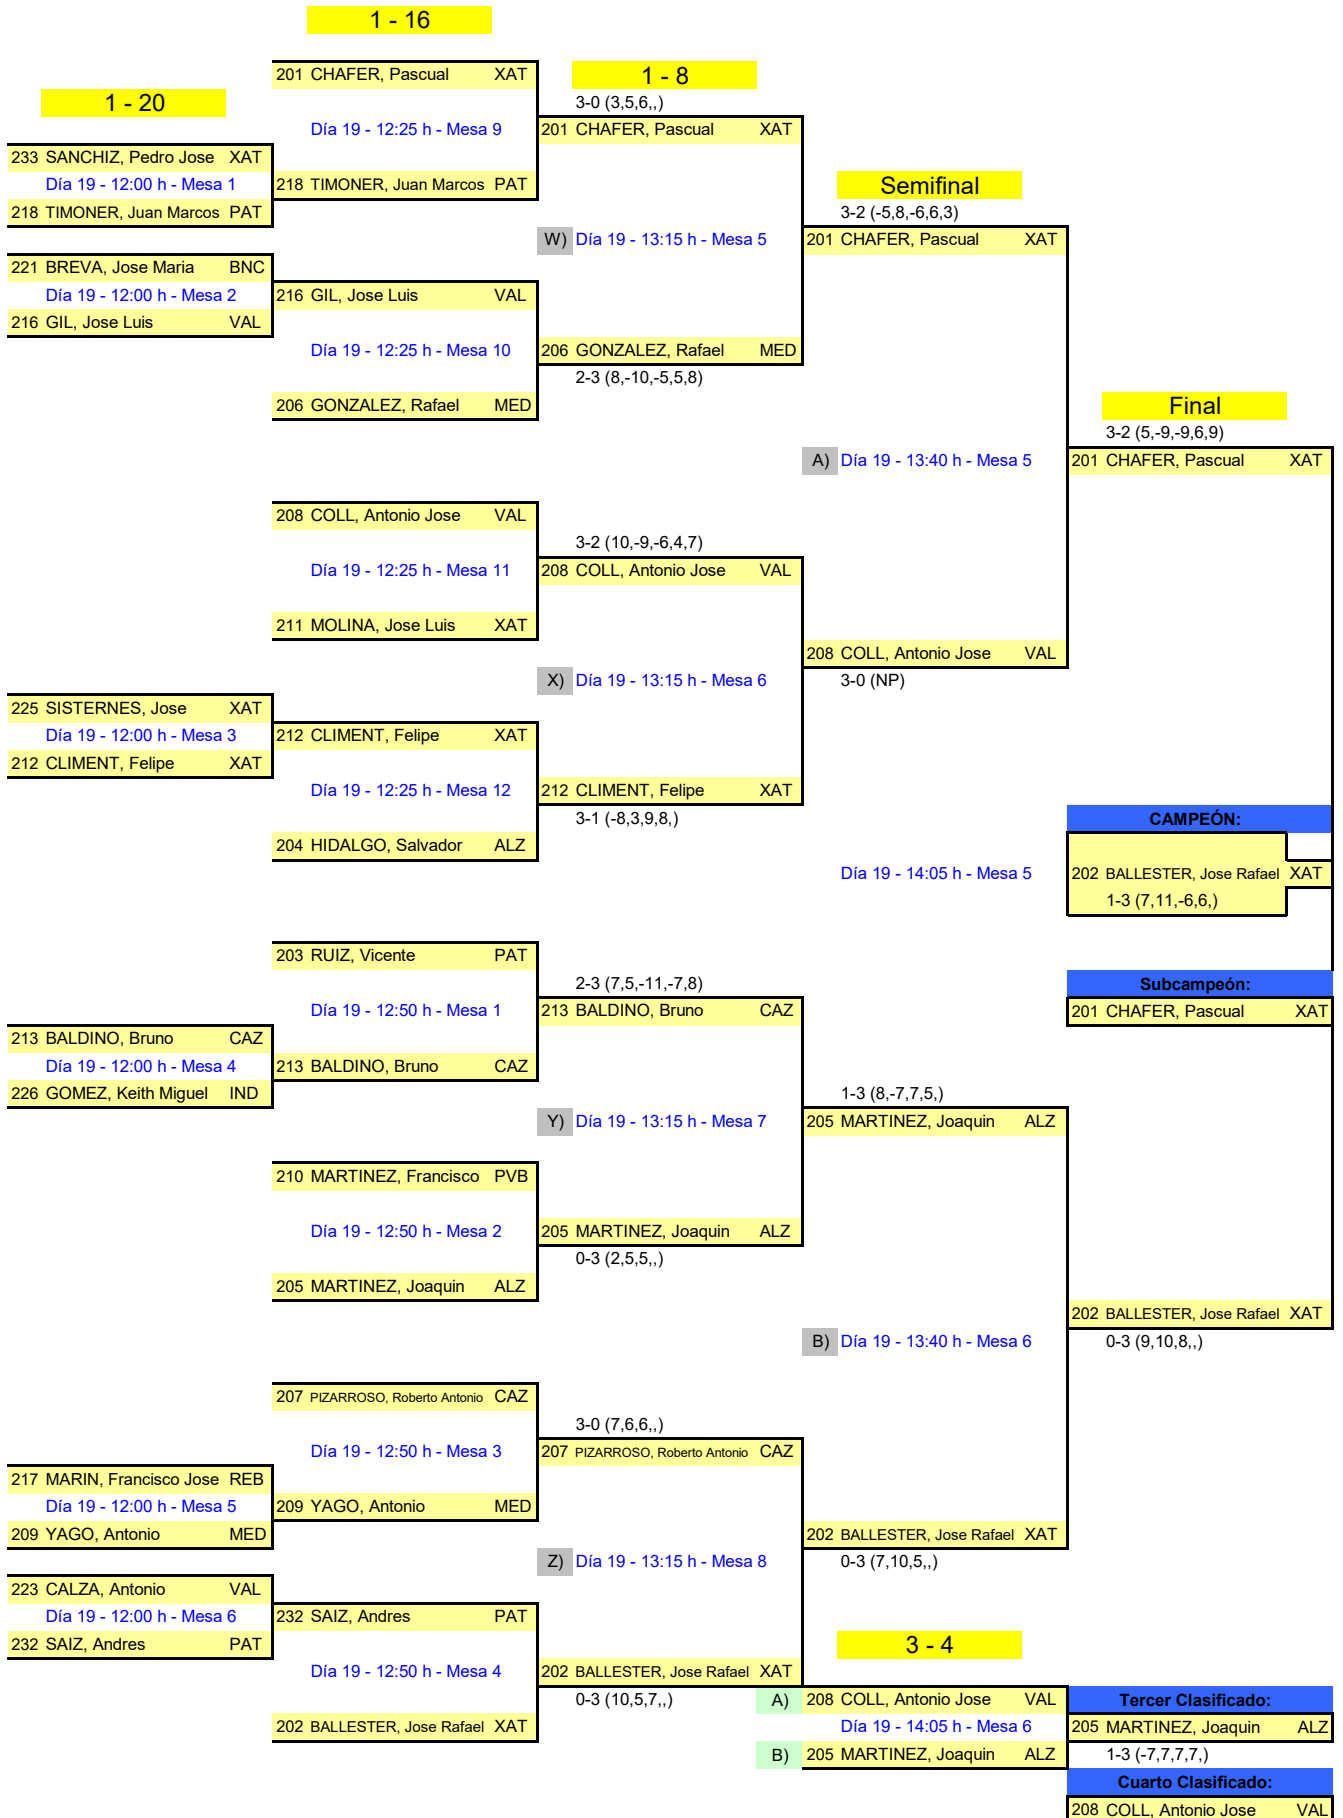 1 - 16
201 CHAFER, Pascual XAT
1 - 8
1 - 20
3-0 (3,5,6,,)
Día 19 - 12:25 h - Mesa 9
201 CHAFER, Pascual XAT
233 SANCHIZ, Pedro Jose XAT
Día 19 - 12:00 h - Mesa 1
218 TIMONER, Juan Marcos PAT
Semifinal
218 TIMONER, Juan Marcos PAT
3-2 (-5,8,-6,6,3)
W) Día 19 - 13:15 h - Mesa 5
201 CHAFER, Pascual XAT
221 BREVA, Jose Maria BNC
Día 19 - 12:00 h - Mesa 2
216 GIL, Jose Luis VAL
216 GIL, Jose Luis VAL
Día 19 - 12:25 h - Mesa 10
206 GONZALEZ, Rafael MED
2-3 (8,-10,-5,5,8)
206 GONZALEZ, Rafael MED
Final
3-2 (5,-9,-9,6,9)
A) Día 19 - 13:40 h - Mesa 5
201 CHAFER, Pascual XAT
208 COLL, Antonio Jose VAL
3-2 (10,-9,-6,4,7)
Día 19 - 12:25 h - Mesa 11
208 COLL, Antonio Jose VAL
211 MOLINA, Jose Luis XAT
208 COLL, Antonio Jose VAL
X) Día 19 - 13:15 h - Mesa 6
3-0 (NP)
225 SISTERNES, Jose XAT
Día 19 - 12:00 h - Mesa 3
212 CLIMENT, Felipe XAT
212 CLIMENT, Felipe XAT
Día 19 - 12:25 h - Mesa 12
212 CLIMENT, Felipe XAT
3-1 (-8,3,9,8,)
CAMPEÓN:
204 HIDALGO, Salvador ALZ
Día 19 - 14:05 h - Mesa 5
202 BALLESTER, Jose Rafael XAT
1-3 (7,11,-6,6,)
203 RUIZ, Vicente PAT
2-3 (7,5,-11,-7,8)
Subcampeón:
Día 19 - 12:50 h - Mesa 1
213 BALDINO, Bruno CAZ
201 CHAFER, Pascual XAT
213 BALDINO, Bruno CAZ
Día 19 - 12:00 h - Mesa 4
213 BALDINO, Bruno CAZ
226 GOMEZ, Keith Miguel IND
1-3 (8,-7,7,5,)
Y) Día 19 - 13:15 h - Mesa 7
205 MARTINEZ, Joaquin ALZ
210 MARTINEZ, Francisco PVB
Día 19 - 12:50 h - Mesa 2
205 MARTINEZ, Joaquin ALZ
0-3 (2,5,5,,)
205 MARTINEZ, Joaquin ALZ
202 BALLESTER, Jose Rafael XAT
B) Día 19 - 13:40 h - Mesa 6
0-3 (9,10,8,,)
207 PIZARROSO, Roberto Antonio CAZ
3-0 (7,6,6,,)
Día 19 - 12:50 h - Mesa 3
207 PIZARROSO, Roberto Antonio CAZ
217 MARIN, Francisco Jose REB
Día 19 - 12:00 h - Mesa 5
209 YAGO, Antonio MED
209 YAGO, Antonio MED
202 BALLESTER, Jose Rafael XAT
Z) Día 19 - 13:15 h - Mesa 8
0-3 (7,10,5,,)
223 CALZA, Antonio VAL
Día 19 - 12:00 h - Mesa 6
232 SAIZ, Andres PAT
232 SAIZ, Andres PAT
3 - 4
Día 19 - 12:50 h - Mesa 4
202 BALLESTER, Jose Rafael XAT
0-3 (10,5,7,,)
A) 208 COLL, Antonio Jose VAL
Tercer Clasificado:
202 BALLESTER, Jose Rafael XAT
Día 19 - 14:05 h - Mesa 6
205 MARTINEZ, Joaquin ALZ
B) 205 MARTINEZ, Joaquin ALZ
1-3 (-7,7,7,7,)
Cuarto Clasificado:
208 COLL, Antonio Jose VAL